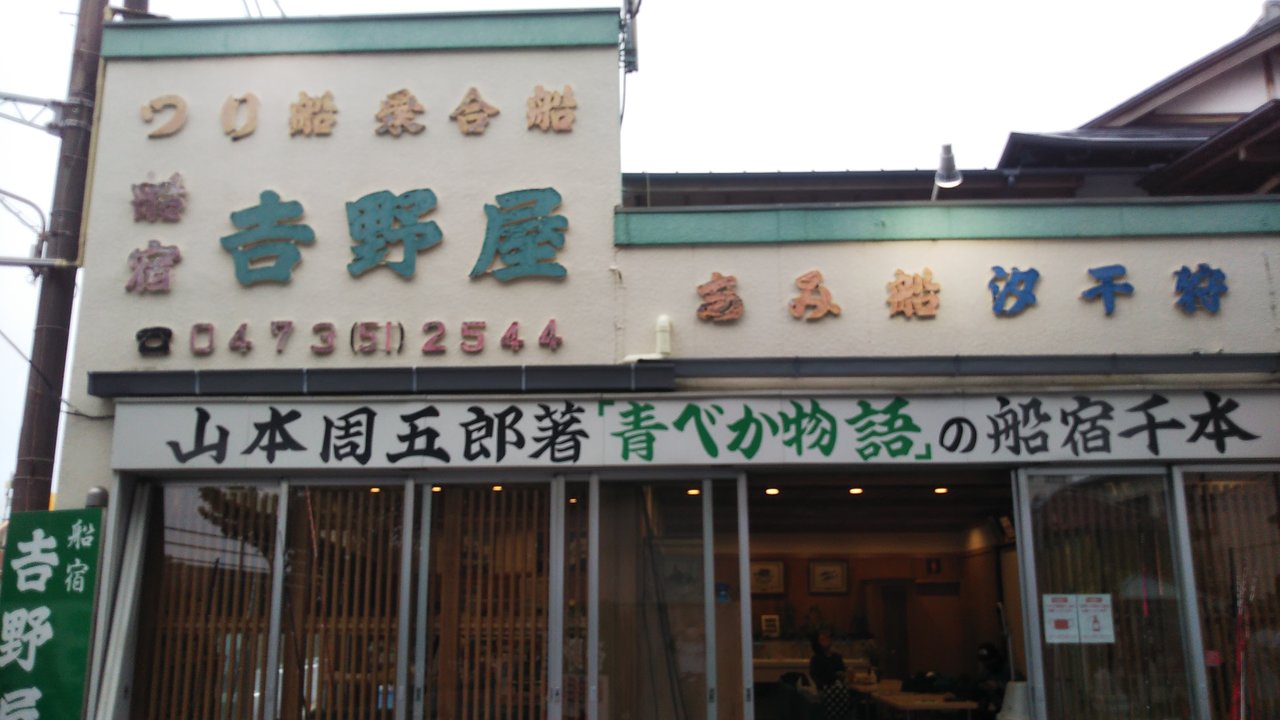 つり船乗合船
船宿
𠮷野屋
☎0473(51)2544
あみ船汐干狩
山本周五郎著「青べか物語」の船宿千本
船宿
𠮷野屋